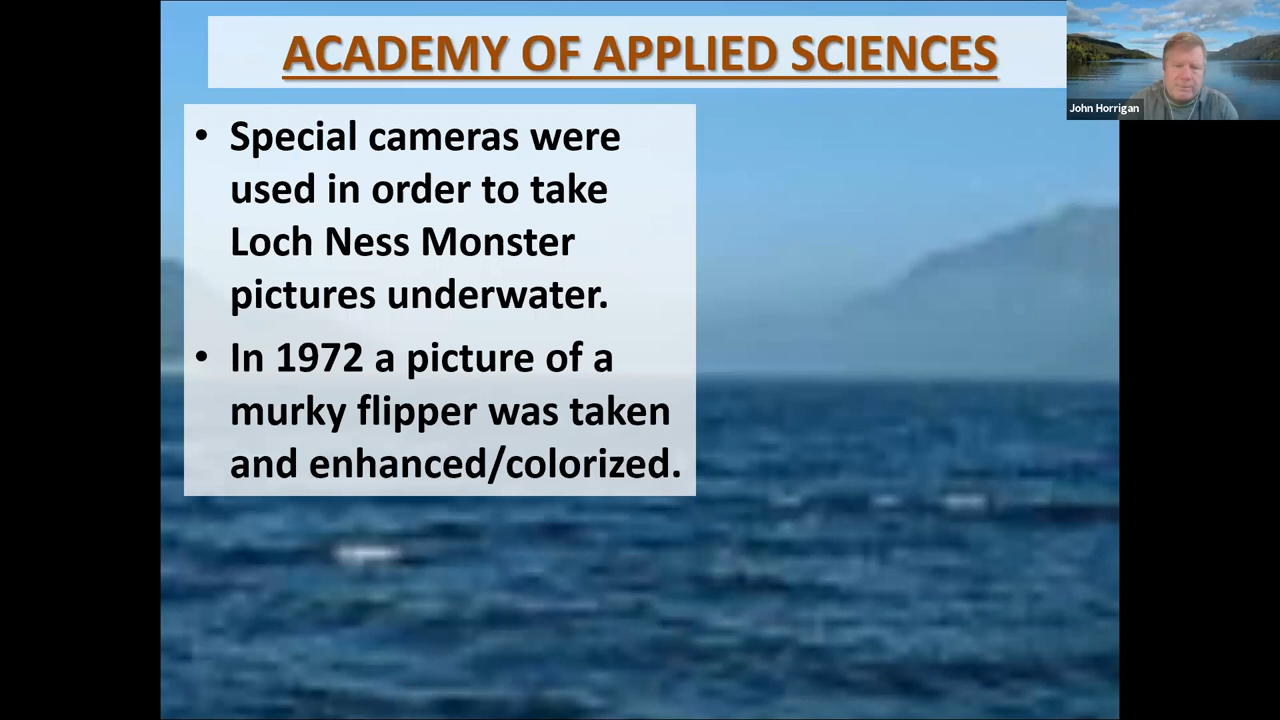 ACADEMY OF APPLIED SCIENCES
John Horrigan
• Special cameras were
used in order to take
Loch Ness Monster
pictures underwater.
• In 1972 a picture of a
murky flipper was taken
and enhanced/colorized.